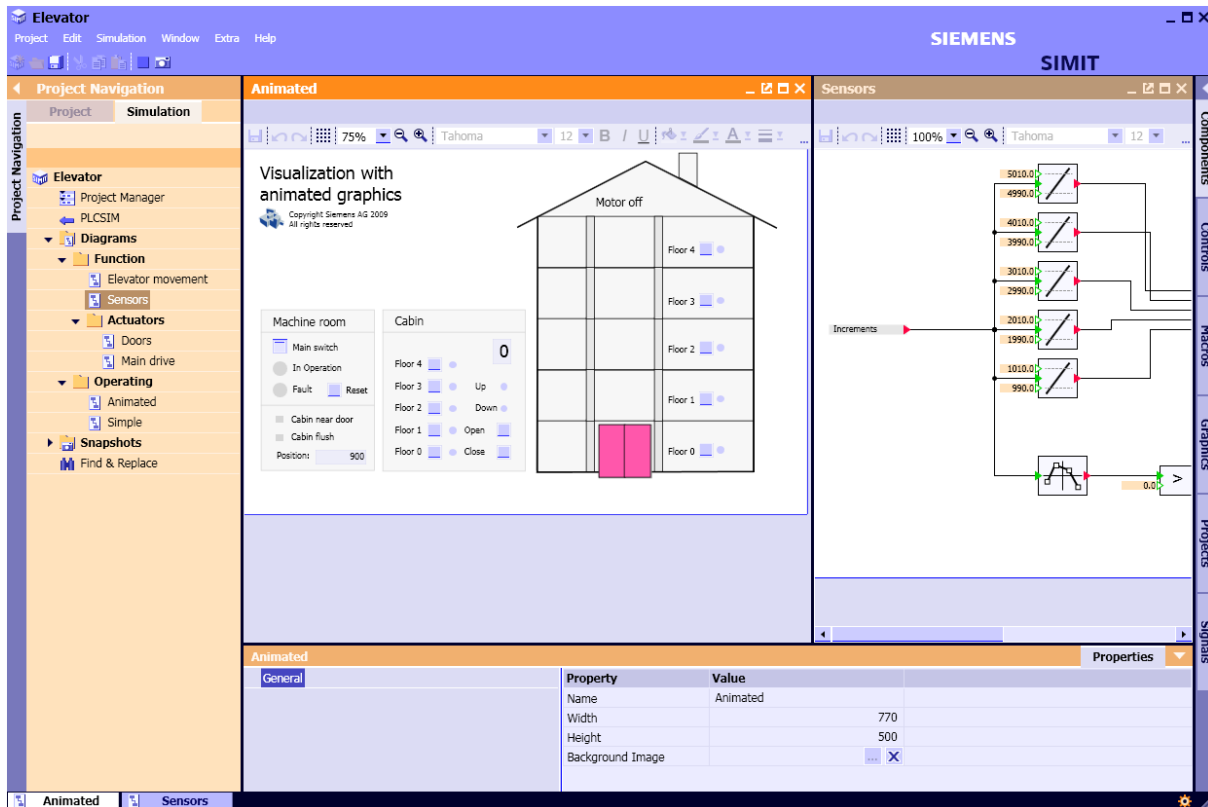 Elevator
Project Edit Simulation Window Extra Help
SIEMENS
SIMIT
Project Navigation
Project Navigation
Project Simulation
Elevator
Project Manager
PLCSIM
Diagrams
Function
Elevator movement
Sensors
Actuators
Doors
Main drive
Operating
Animated
Simple
Snapshots
Find & Replace
Animated
75% Tahoma 12 B I U A ...
Visualization with
animated graphics
Copyright Siemens AG 2009
All rights reserved
Machine room
Main switch
In Operation
Fault Reset
Cabin near door
Cabin flush
Position: 900
Cabin
0
Floor 4
Floor 3 Up
Floor 2 Down
Floor 1 Open
Floor 0 Close
Motor off
Floor 4
Floor 3
Floor 2
Floor 1
Floor 0
Sensors
100% Tahoma 12 ...
5010.0
4990.0
4010.0
3990.0
3010.0
2990.0
Increments
2010.0
1990.0
1010.0
990.0
0.0 >
Components
Controls
Macros
Graphics
Projects
Signals
Animated
Properties
General
Property Value
Name Animated
Width 770
Height 500
Background Image ... X
Animated Sensors